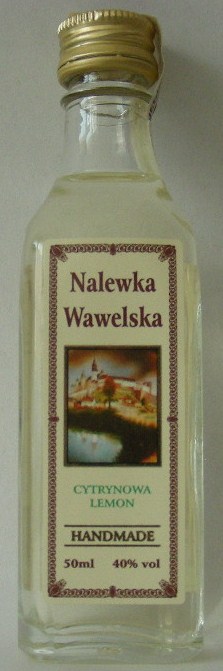 Nalewka
Wawelska
CYTRYNOWA
LEMON
HANDMADE
50ml 40% vol